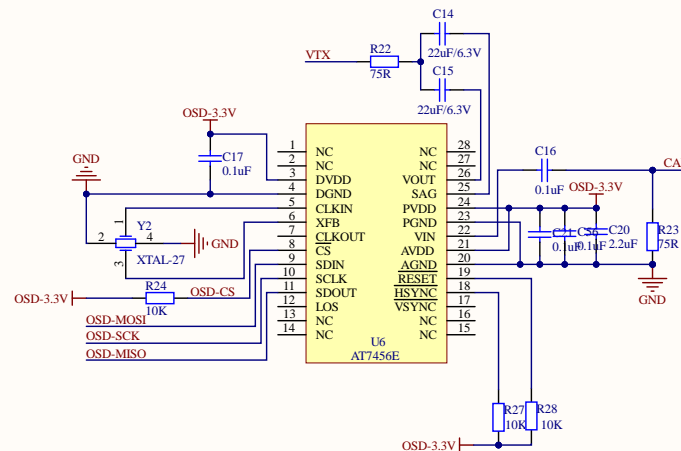 C14
22uF/6.3V
VTX
R22
75R
C15
22uF/6.3V
OSD-3.3V
C17
0.1uF
GND
1 NC
2 NC
3 DVDD
4 DGND
5 CLKIN
6 XFB
7 CLKOUT
8 CS
9 SDIN
10 SCLK
11 SDOUT
12 LOS
13 NC
14 NC
NC 28
NC 27
VOUT 26
SAG 25
PVDD 24
PGND 23
VIN 22
AVDD 21
AGND 20
RESET 19
HSYNC 18
VSYNC 17
NC 16
NC 15
U6
AT7456E
C16
0.1uF
CA
OSD-3.3V
0.1uF
0.1uF
C20
2.2uF
R23
75R
GND
1
Y2
2
4
GND
3
XTAL-27
OSD-3.3V
R24
10K
OSD-CS
OSD-MOSI
OSD-SCK
OSD-MISO
R27
10K
R28
10K
OSD-3.3V